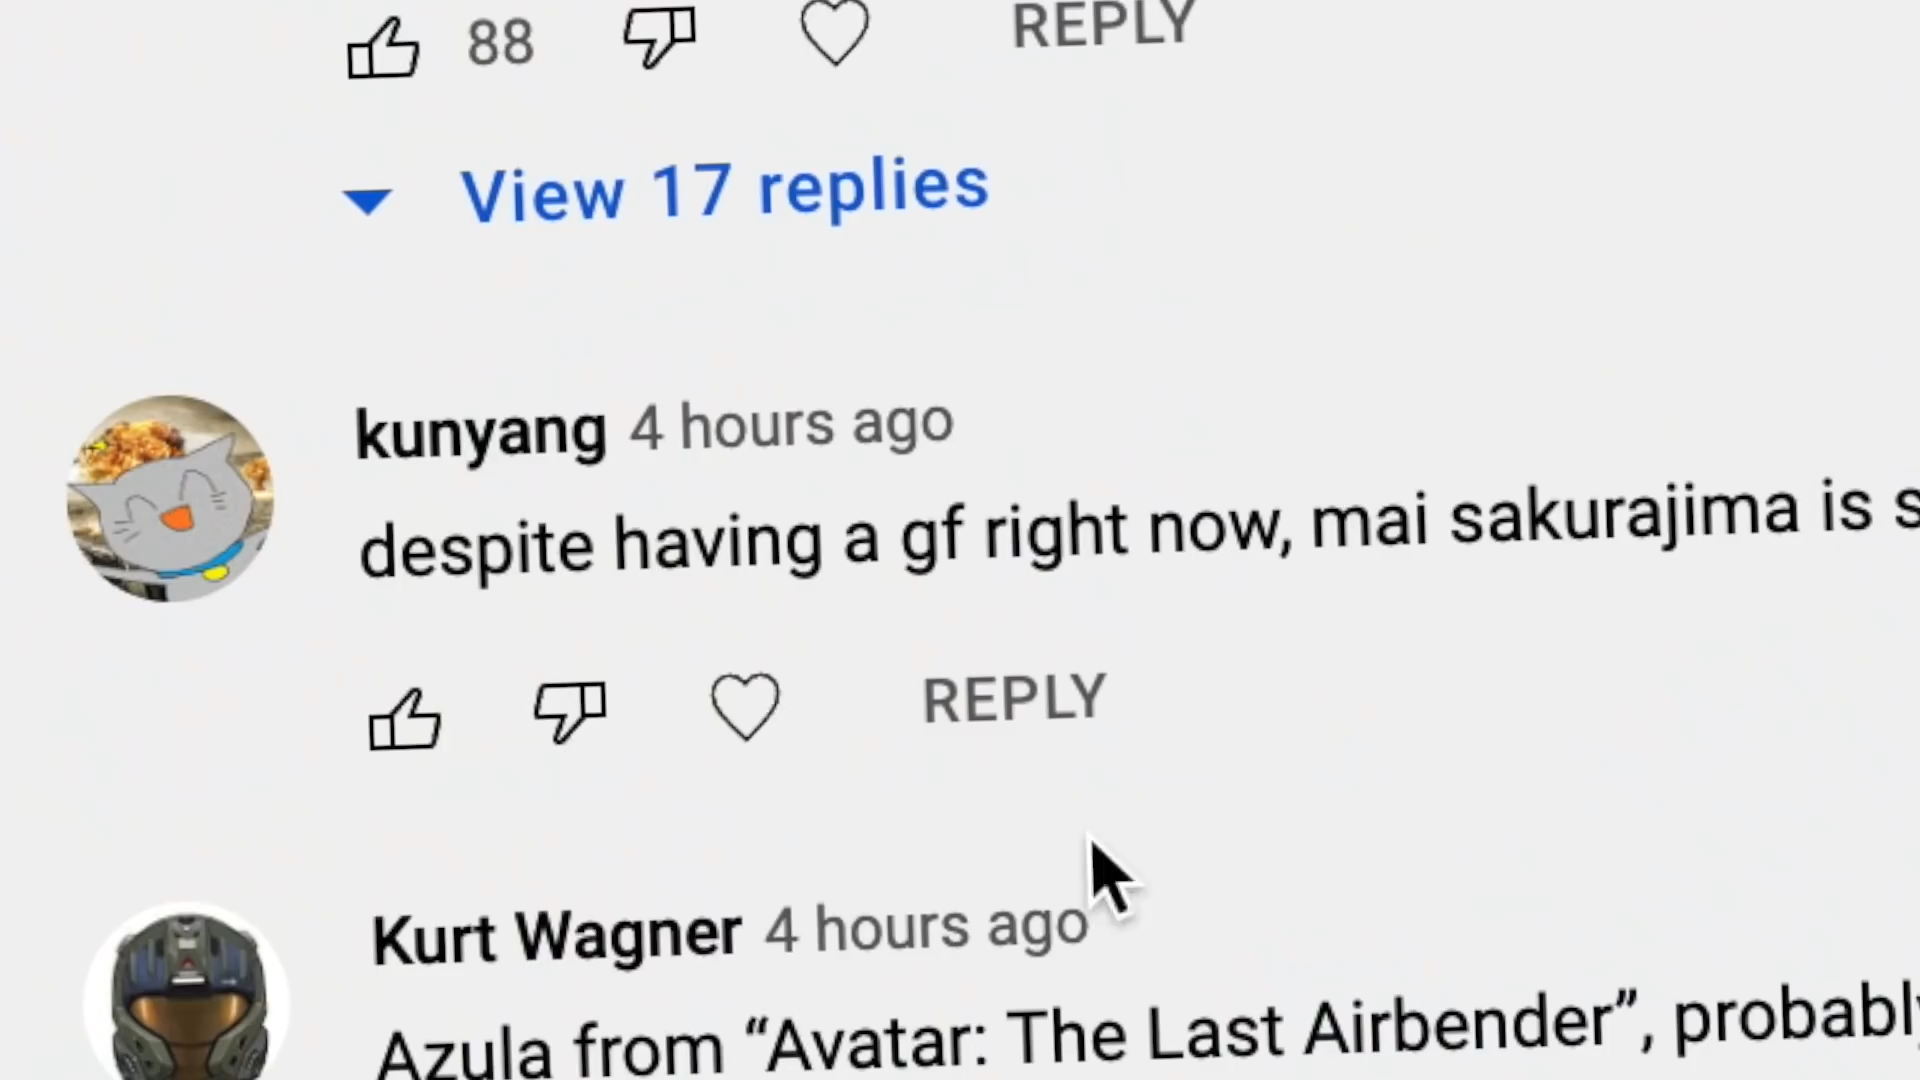 88 REPLY
View 17 replies
kunyang 4 hours ago
despite having a gf right now, mai sakurajima is s
REPLY
Kurt Wagner 4 hours ago
Azula from “Avatar: The Last Airbender”, probably